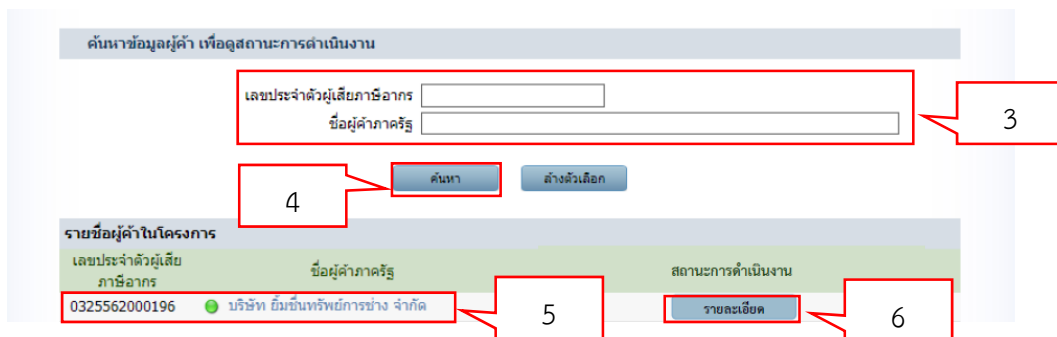 ค้นหาข้อมูลผู้ค้า เพื่อดูสถานะการดำเนินงาน
เลขประจำตัวผู้เสียภาษีอากร
ชื่อผู้ค้าภาครัฐ
3
ค้นหา ล้างตัวเลือก
4
รายชื่อผู้ค้าในโครงการ
เลขประจำตัวผู้เสีย
ภาษีอากร
ชื่อผู้ค้าภาครัฐ
สถานะการดำเนินงาน
0325562000196 บริษัท ยิ้มชื่นทรัพย์การช่าง จำกัด
5
รายละเอียด
6